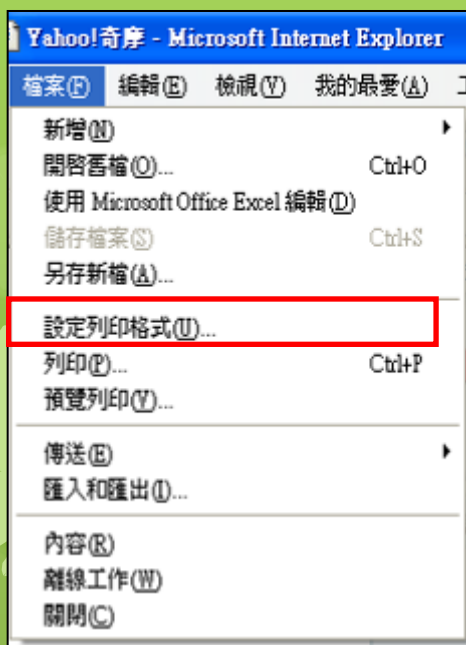 Yahoo!奇摩 - Microsoft Internet Explorer
檔案(F) 編輯(E) 檢視(V) 我的最愛(A)
新增(N)
開啓舊檔(O)... Ctrl+O
使用 Microsoft Office Excel 編輯(D)
儲存檔案(S) Ctrl+S
另存新檔(A)...
設定列印格式(U)...
列印(P)... Ctrl+P
預覽列印(V)...
傳送(E)
匯入和匯出(I)...
內容(R)
離線工作(W)
關閉(C)